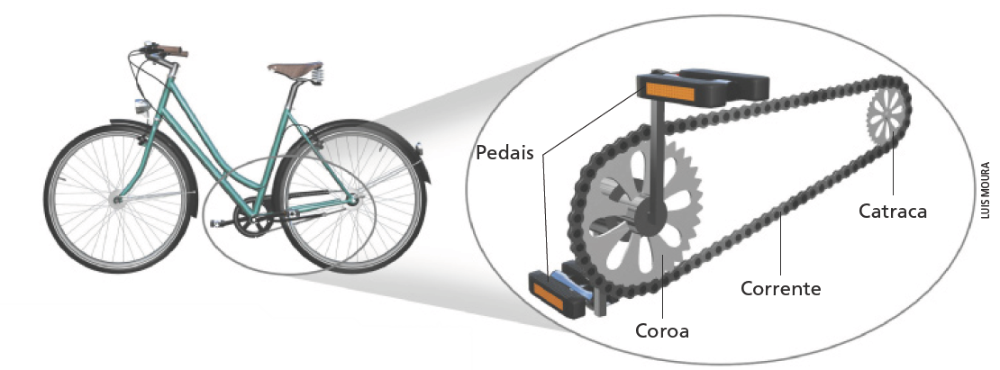 Pedais
Catraca
Corrente
Coroa
LUIS MOURA